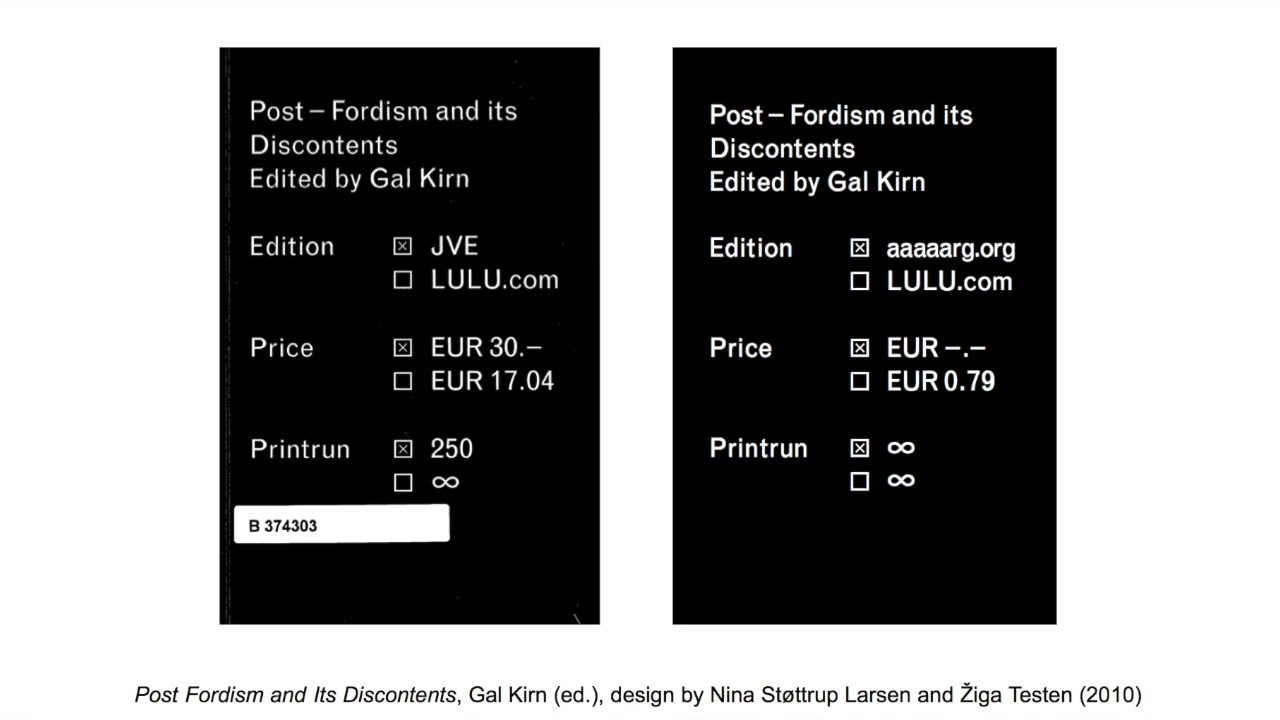 Post – Fordism and its
Discontents
Edited by Gal Kirn
Edition ☒ JVE
☐ LULU.com
Price ☒ EUR 30.–
☐ EUR 17.04
Printrun ☒ 250
☐ ∞
B 374303
Post – Fordism and its
Discontents
Edited by Gal Kirn
Edition ☒ aaaaarg.org
☐ LULU.com
Price ☒ EUR –.–
☐ EUR 0.79
Printrun ☒ ∞
☐ ∞
Post Fordism and Its Discontents, Gal Kirn (ed.), design by Nina Støttrup Larsen and Žiga Testen (2010)